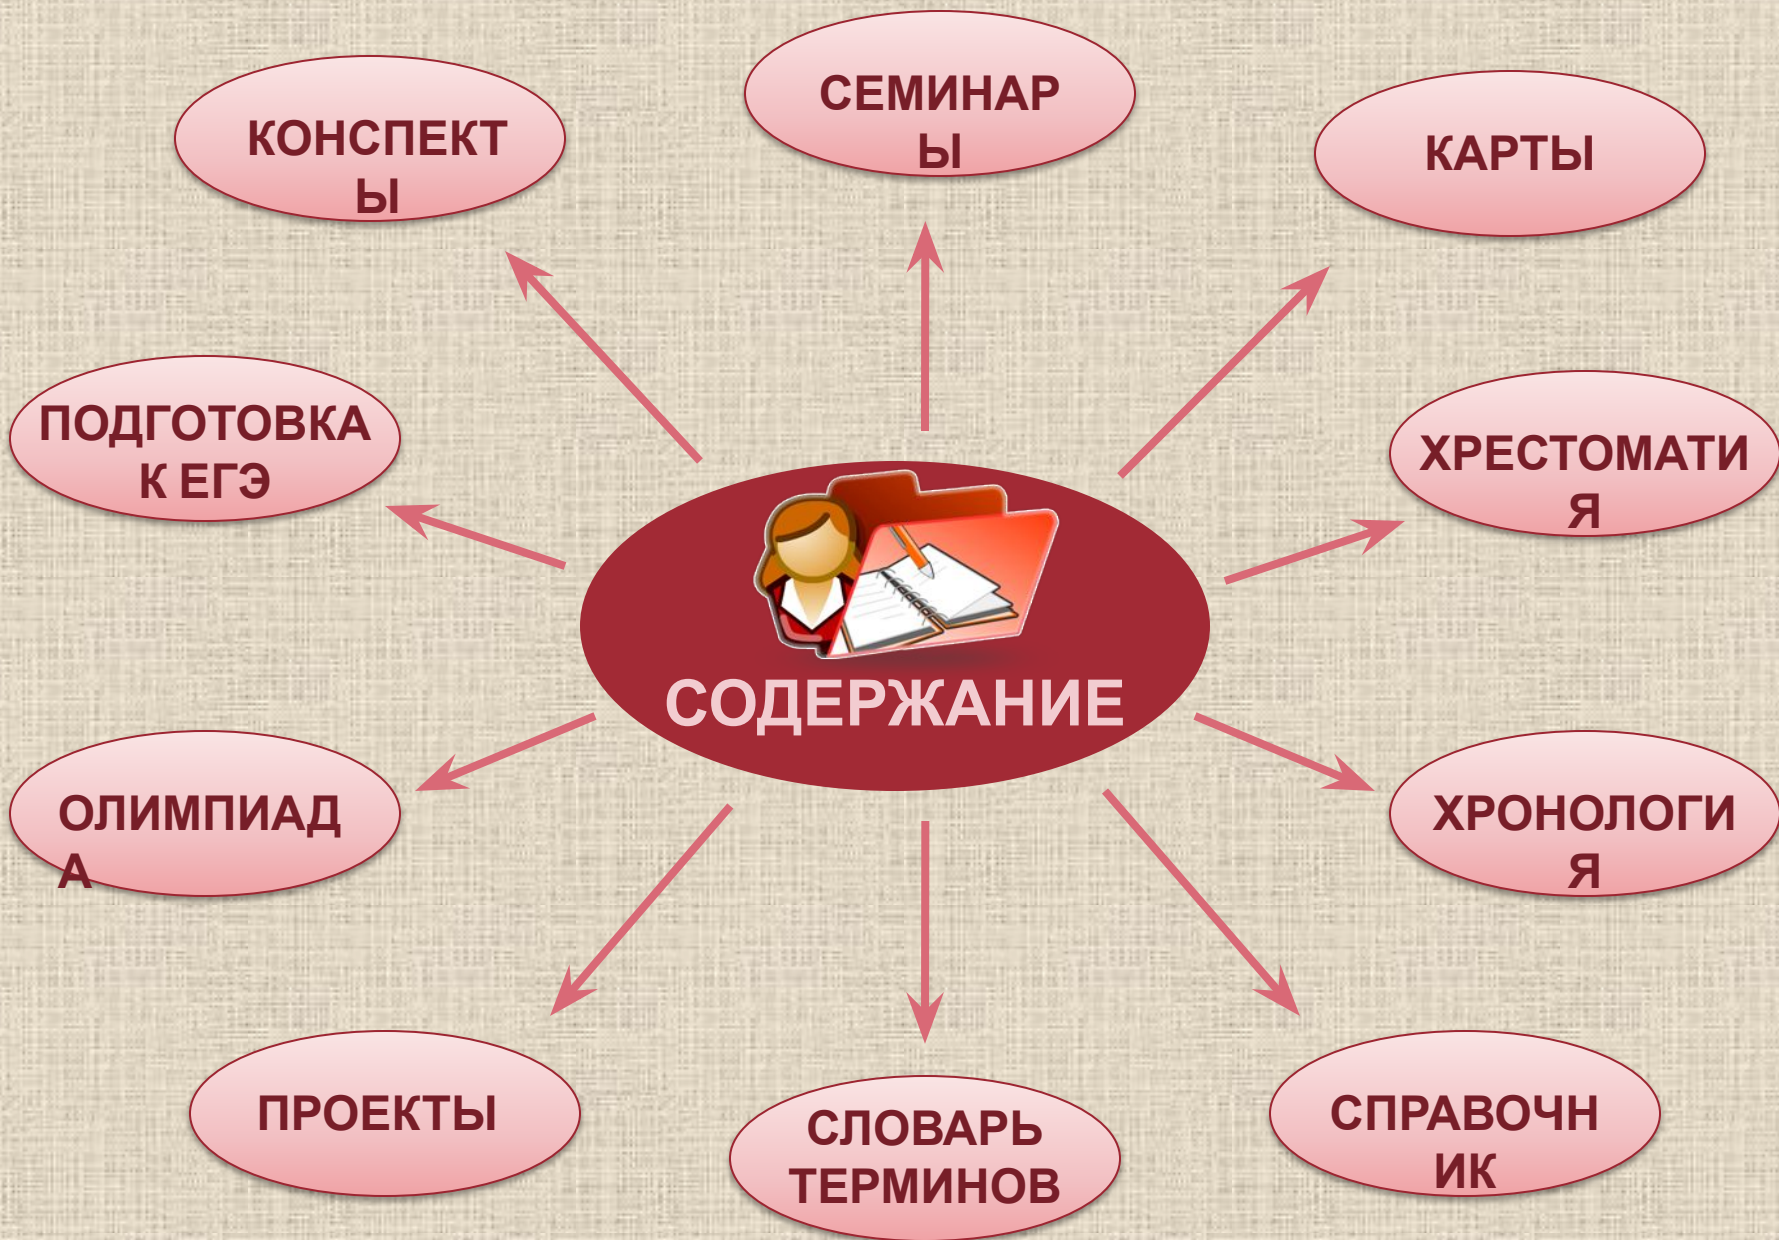 СЕМИНАР
Ы
КОНСПЕКТ
Ы
КАРТЫ
ПОДГОТОВКА
К ЕГЭ
ХРЕСТОМАТИ
Я
СОДЕРЖАНИЕ
ОЛИМПИАД
А
ХРОНОЛОГИ
Я
ПРОЕКТЫ
СЛОВАРЬ
ТЕРМИНОВ
СПРАВОЧН
ИК